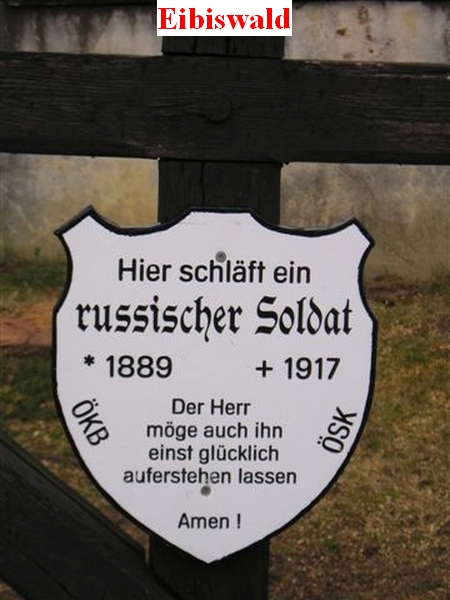 Eibiswald
Hier schläft ein
russischer Soldat
* 1889 + 1917
Der Herr
möge auch ihn
einst glücklich
auferstehen lassen
Amen !
ÖKB
ÖSK